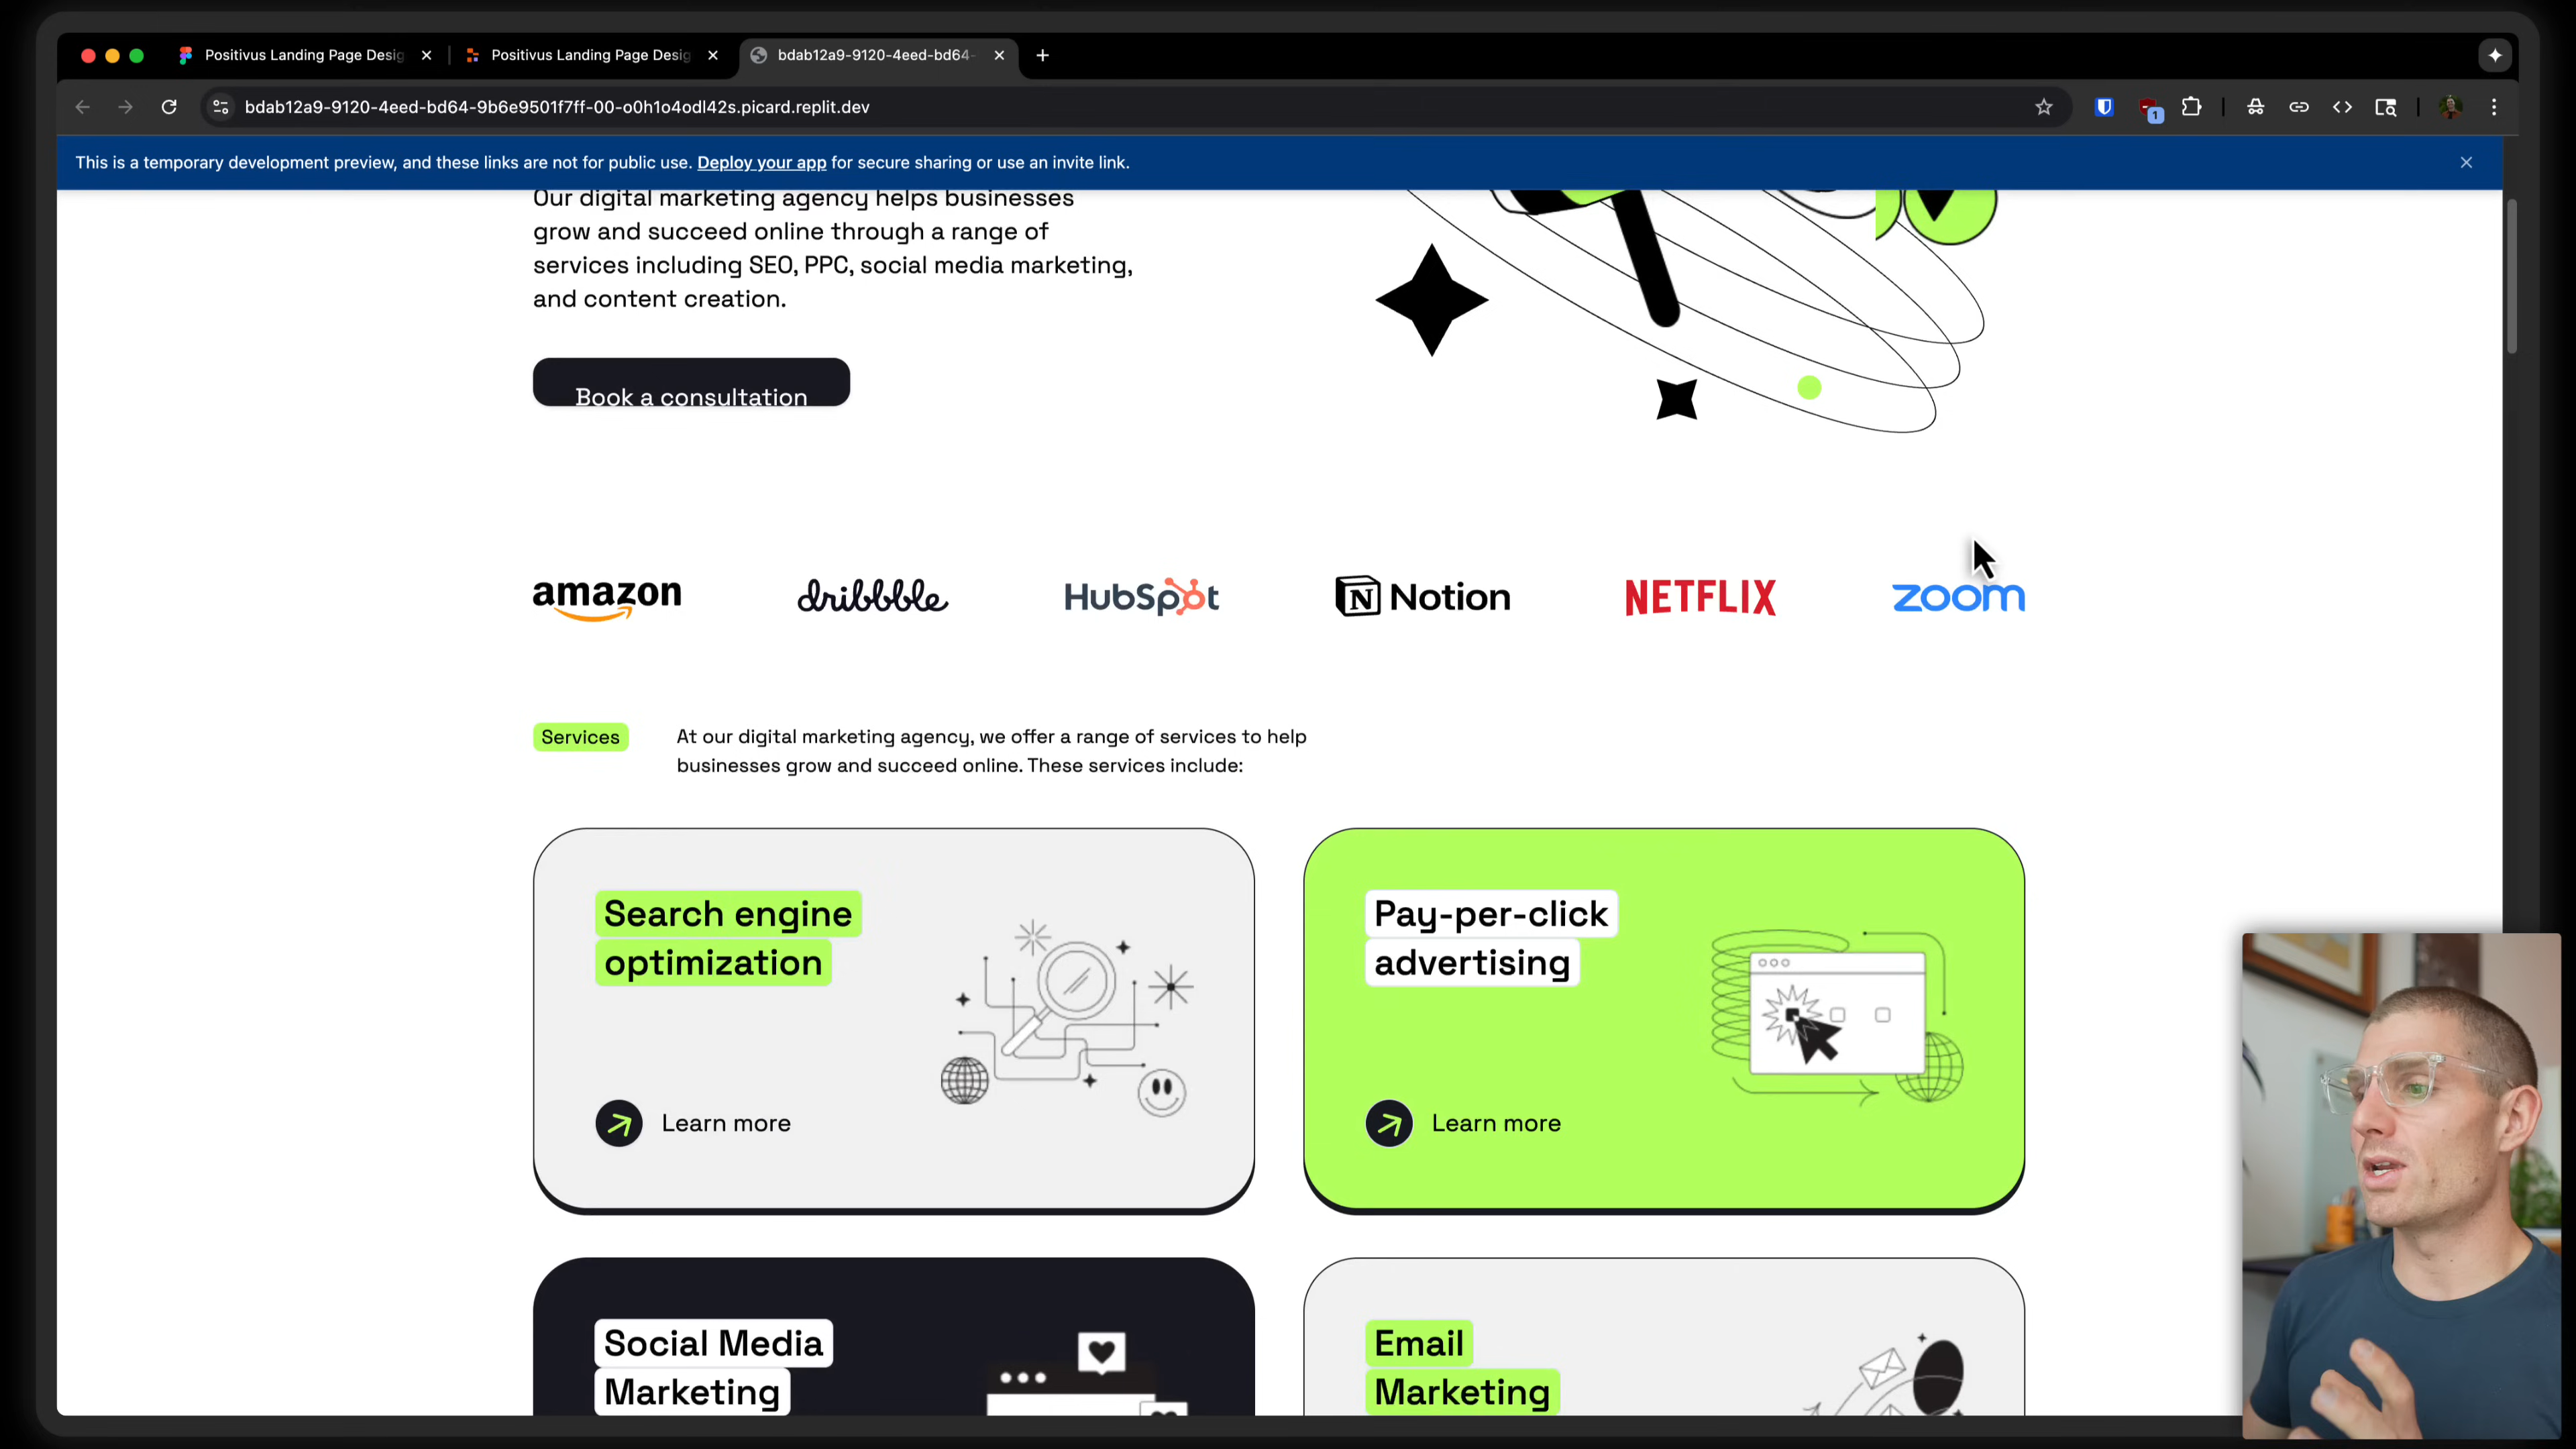 Positivus Landing Page Desig
Positivus Landing Page Desig
bdab12a9-9120-4eed-bd64-
bdab12a9-9120-4eed-bd64-9b6e9501f7ff-00-o0h1o4odl42s.picard.replit.dev
1
This is a temporary development preview, and these links are not for public use. Deploy your app for secure sharing or use an invite link.
Our digital marketing agency helps businesses
grow and succeed online through a range of
services including SEO, PPC, social media marketing,
and content creation.
Book a consultation
amazon
dribbble
HubSpot
Notion
NETFLIX
zoom
Services
At our digital marketing agency, we offer a range of services to help
businesses grow and succeed online. These services include:
Search engine
optimization
Learn more
Pay-per-click
advertising
Learn more
Social Media
Marketing
Email
Marketing